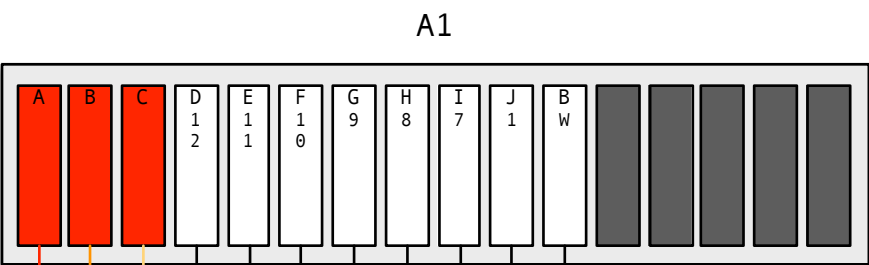 A1
A B C D E F G H I J B
1 1 1 9 8 7 1 W
2 1 0